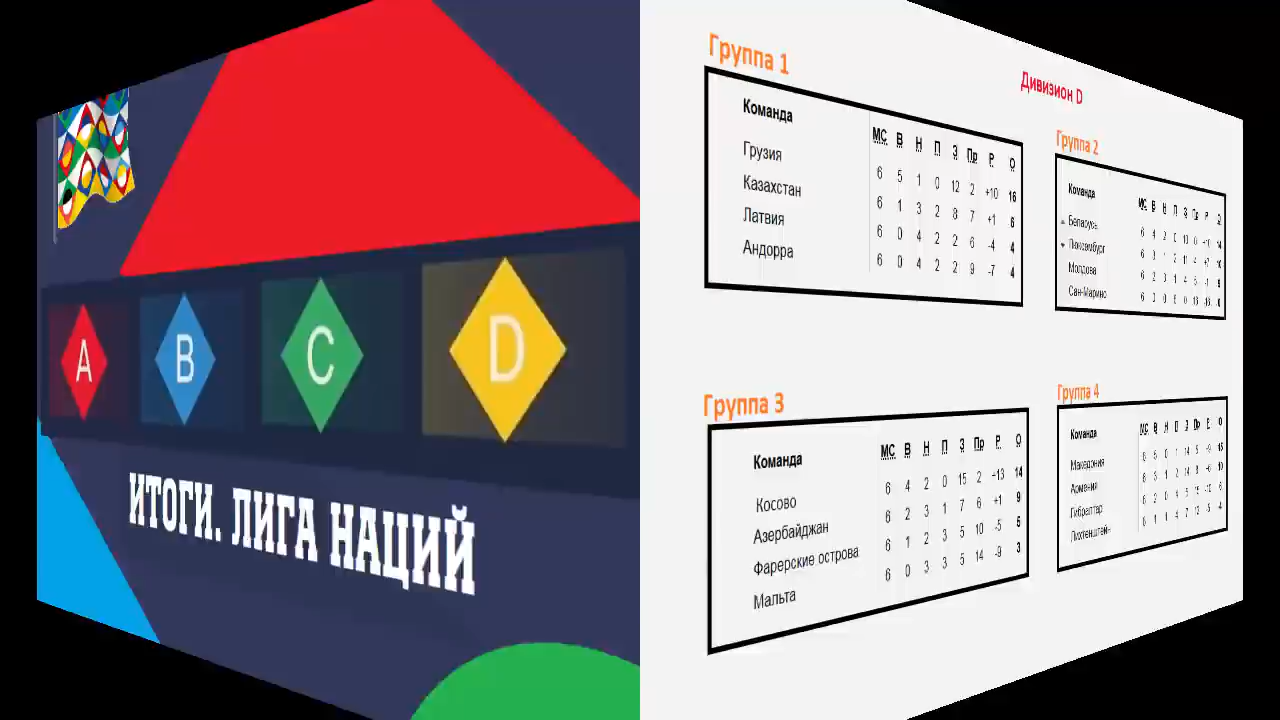 A B C D
ИТОГИ. ЛИГА НАЦИЙ
Дивизион D
Группа 1
Команда МС В Н П З Пр Р О
Грузия 6 5 1 0 12 2 +10 16
Казахстан 6 1 3 2 8 7 +1 6
Латвия 6 0 4 2 2 6 -4 4
Андорра 6 0 4 2 2 9 -7 4
Группа 2
Команда МС В Н П З Пр Р О
Беларусь
Люксембург
Молдова
Сан-Марино
Группа 3
Команда МС В Н П З Пр Р О
Косово 6 4 2 0 15 2 +13 14
Азербайджан 6 2 3 1 7 6 +1 9
Фарерские острова 6 1 2 3 5 10 -5 5
Мальта 6 0 3 3 5 14 -9 3
Группа 4
Команда МС В Н П З Пр Р О
Македония
Армения
Гибралтар
Лихтенштейн